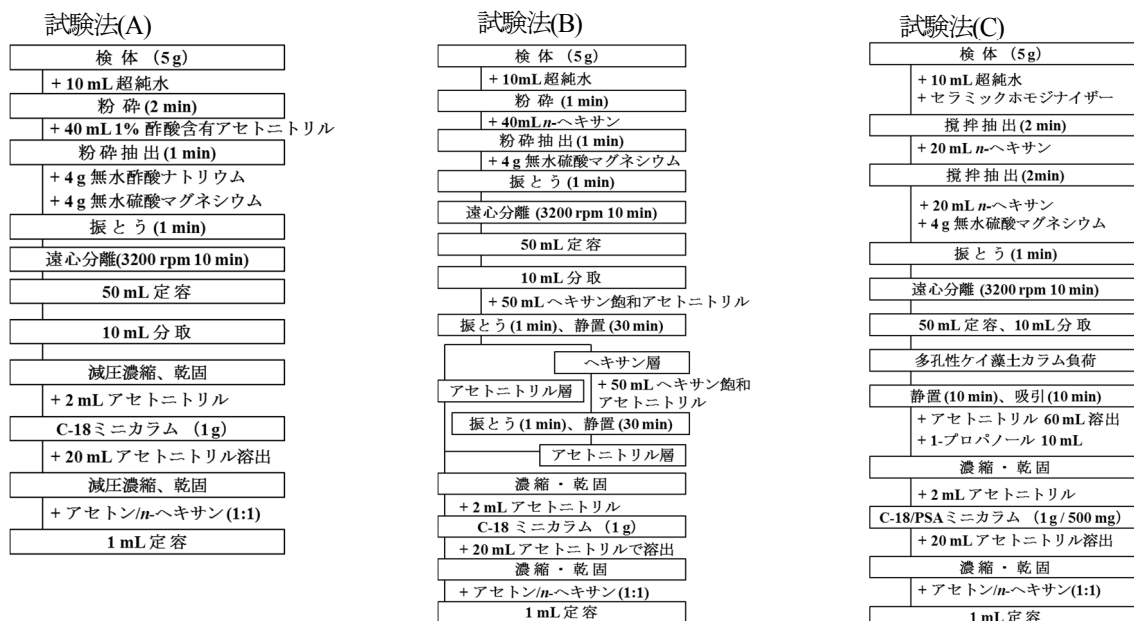 試験法(A)
検 体 （5 g）
+ 10 mL 超純水
粉 砕 (2 min)
+ 40 mL 1% 酢酸含有アセトニトリル
粉 砕 抽 出 (1 min)
+ 4 g 無水酢酸ナトリウム
+ 4 g 無水硫酸マグネシウム
振 と う (1 min)
遠心分離(3200 rpm 10 min)
50 mL 定 容
10 mL 分 取
減圧濃縮、乾固
+ 2 mL アセトニトリル
C-18ミニカラム （1 g）
+ 20 mL アセトニトリル溶出
減圧濃縮、乾固
+ アセトン/n-ヘキサン (1:1)
1 mL 定 容
試験法(B)
検 体 （5 g）
+ 10mL超純水
粉 砕 (1 min)
+ 40mL n-ヘキサン
粉 砕 抽 出 (1 min)
+ 4 g 無水硫酸マグネシウム
振 と う (1 min)
遠心分離 (3200 rpm 10 min)
50 mL 定 容
10 mL 分 取
+ 50 mL ヘキサン飽和アセトニトリル
振 と う (1 min)、静 置 (30 min)
ヘキサン層
アセトニトリル層
+ 50 mL ヘキサン飽和
アセトニトリル
振 と う (1 min)、静 置 (30 min)
アセトニトリル層
濃 縮 ・ 乾 固
+ 2 mL アセトニトリル
C-18 ミニカラム （1 g）
+ 20 mL アセトニトリルで溶出
濃 縮 ・ 乾 固
+ アセトン/n-ヘキサン (1:1)
1 mL 定 容
試験法(C)
検 体 （5 g）
+ 10 mL 超純水
+ セラミックホモジナイザー
攪 拌 抽 出 (2 min)
+ 20 mL n-ヘキサン
攪 拌 抽 出 (2min)
+ 20 mL n-ヘキサン
+ 4 g 無水硫酸マグネシウム
振 と う (1 min)
遠心分離 (3200 rpm 10 min)
50 mL 定 容、10 mL 分 取
多孔性ケイ藻土カラム負荷
静置 (10 min)、吸引(10 min)
+ アセトニトリル 60 mL 溶出
+ 1-プロパノール 10 mL
濃 縮 ・ 乾 固
+ 2 mL アセトニトリル
C-18/PSAミニカラム （1 g / 500 mg）
+ 20 mL アセトニトリル溶出
濃 縮 ・ 乾 固
+ アセトン/n-ヘキサン(1:1)
1 mL 定 容